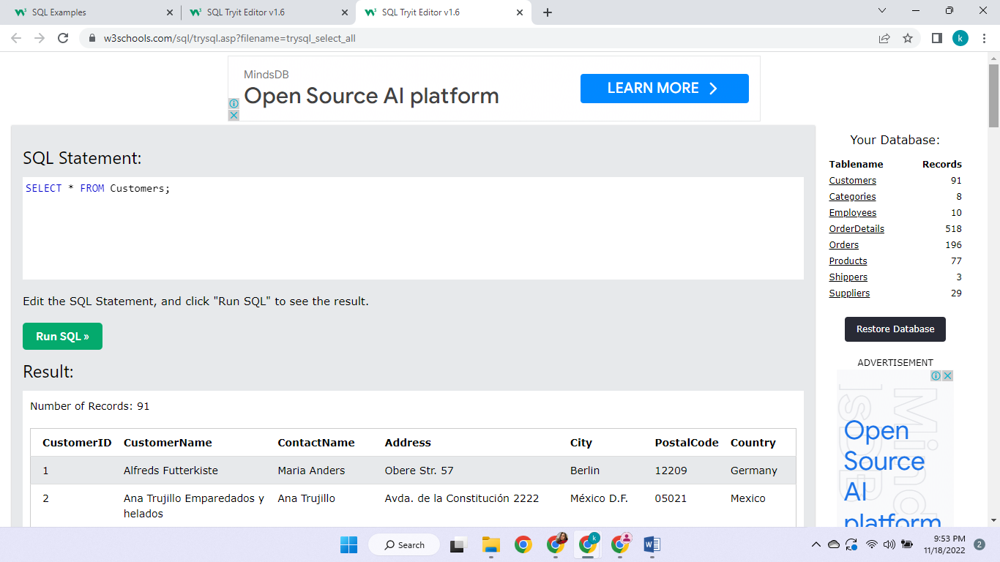 SQL Examples
SQL Tryit Editor v1.6
SQL Tryit Editor v1.6
w3schools.com/sql/trysql.asp?filename=trysql_select_all
k
MindsDB
Open Source AI platform
LEARN MORE
SQL Statement:
SELECT * FROM Customers;
Edit the SQL Statement, and click "Run SQL" to see the result.
Run SQL »
Result:
Number of Records: 91
CustomerID CustomerName ContactName Address City PostalCode Country
1 Alfreds Futterkiste Maria Anders Obere Str. 57 Berlin 12209 Germany
2 Ana Trujillo Emparedados y helados Ana Trujillo Avda. de la Constitución 2222 México D.F. 05021 Mexico
Your Database:
Tablename Records
Customers 91
Categories 8
Employees 10
OrderDetails 518
Orders 196
Products 77
Shippers 3
Suppliers 29
Restore Database
ADVERTISEMENT
MindsDB
Open
Source
AI
platform
Search
k
9:53 PM
11/18/2022
2